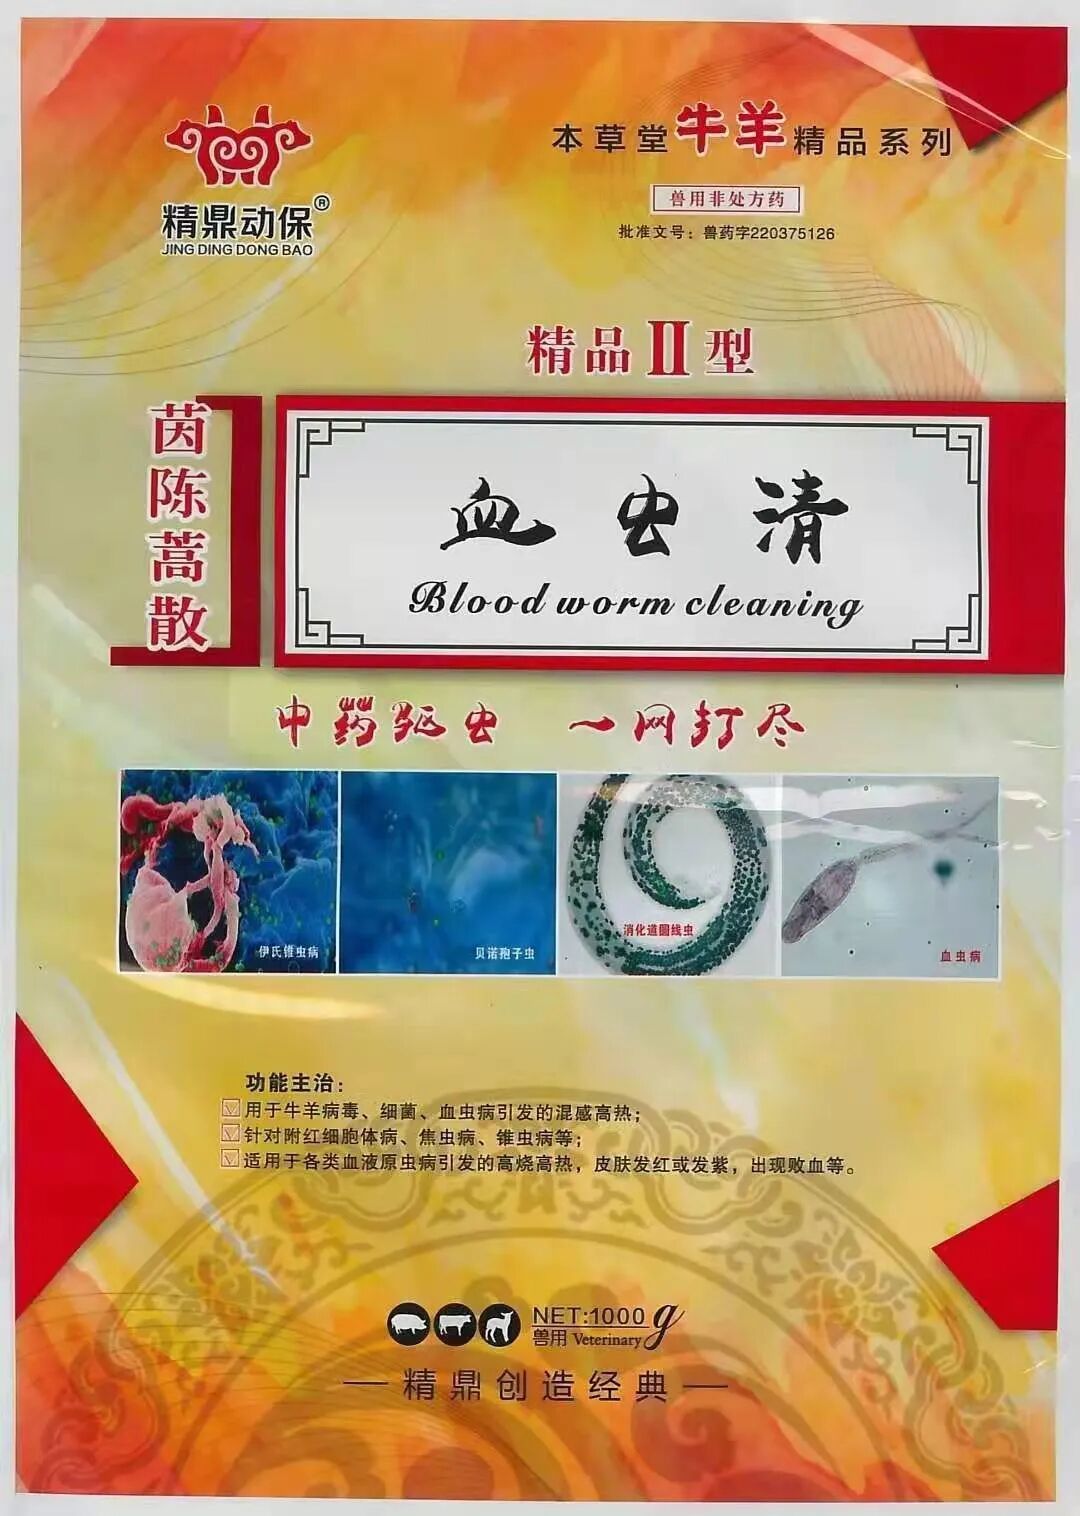 精鼎动保®
JING DING DONG BAO
本草堂牛羊精品系列
兽用非处方药
批准文号：兽药字220375126
精品II型
茵陈蒿散
血虫清
Blood worm cleaning
中药驱虫 一网打尽
伊氏锥虫病
贝诺孢子虫
消化道圆线虫
血虫病
功能主治：
用于牛羊病毒、细菌、血虫病引发的混感高热；
针对附红细胞体病、焦虫病、锥虫病等；
适用于各类血液原虫病引发的高烧高热，皮肤发红或发紫，出现败血等。
NET:1000g
兽用 Veterinary
—精鼎创造经典—